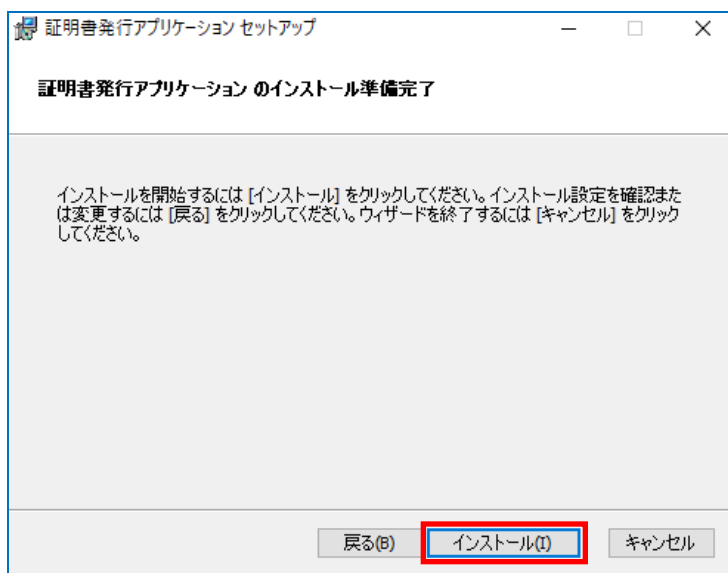 証明書発行アプリケーション セットアップ
証明書発行アプリケーション のインストール準備完了
インストールを開始するには [インストール] をクリックしてください。インストール設定を確認また
は変更するには [戻る] をクリックしてください。ウィザードを終了するには [キャンセル] をクリック
してください。
戻る(B) インストール(I) キャンセル